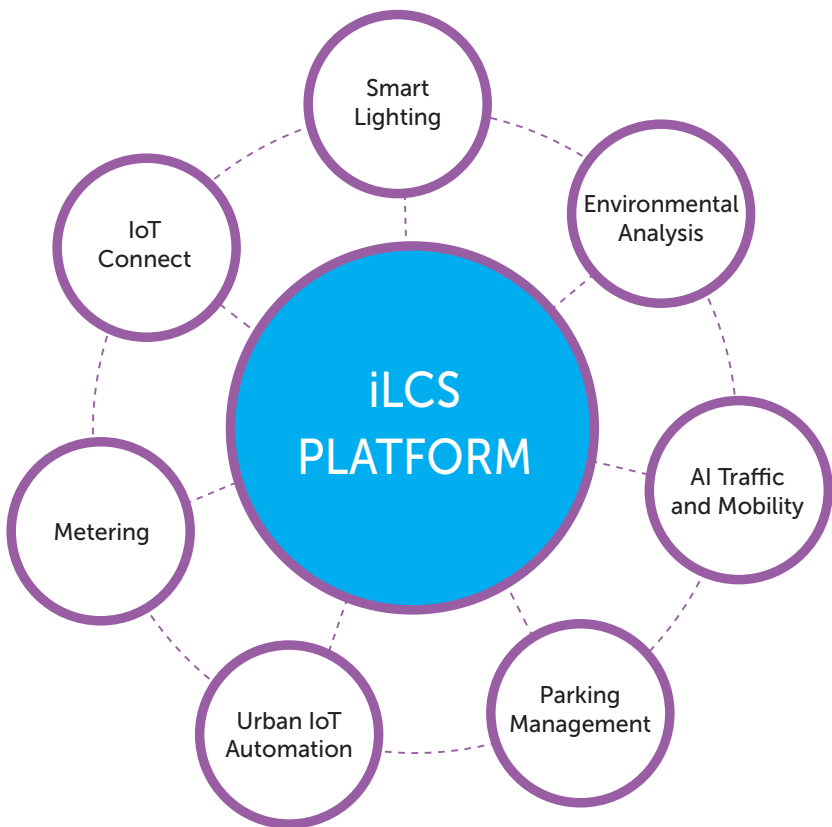 Smart
Lighting
Environmental
Analysis
AI Traffic
and Mobility
Parking
Management
Urban IoT
Automation
Metering
IoT
Connect
iLCS
PLATFORM